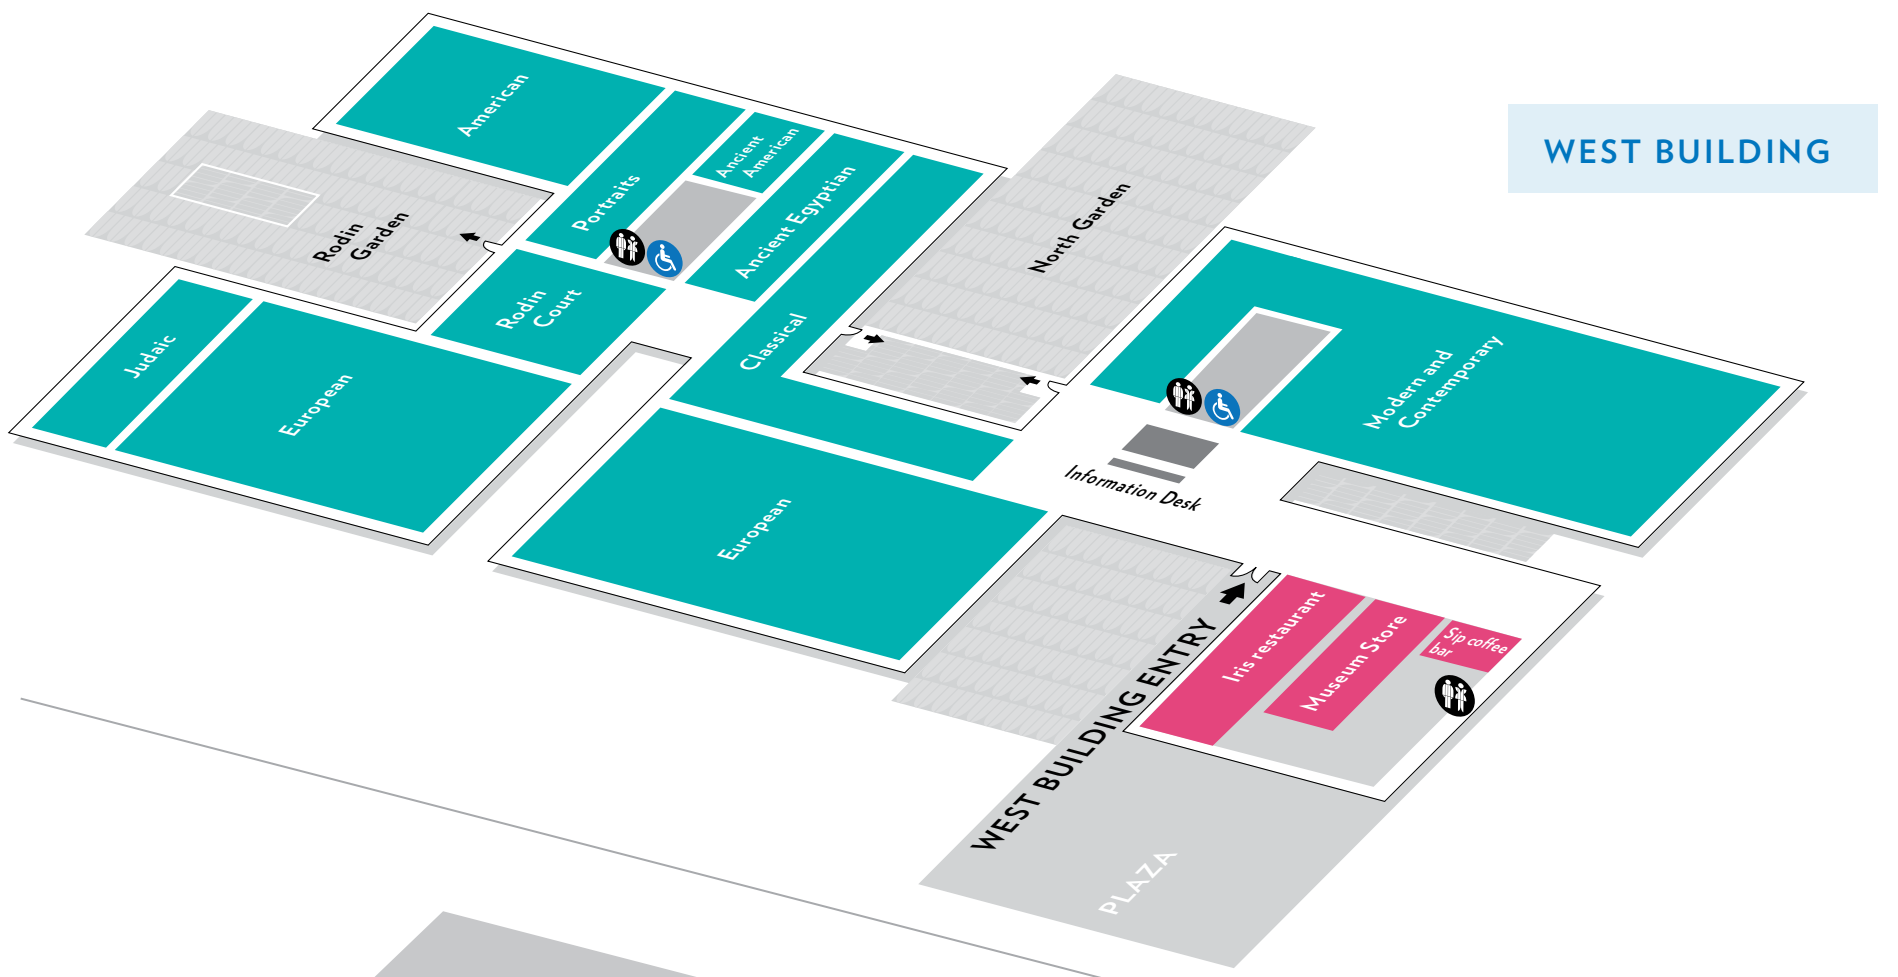 WEST BUILDING
American
Portraits
Ancient
American
Ancient Egyptian
Classical
Rodin
Garden
Rodin
Court
Judaic
European
European
North Garden
Modern and
Contemporary
Information Desk
Iris restaurant
Museum Store
Sip coffee
bar
WEST BUILDING ENTRY
PLAZA